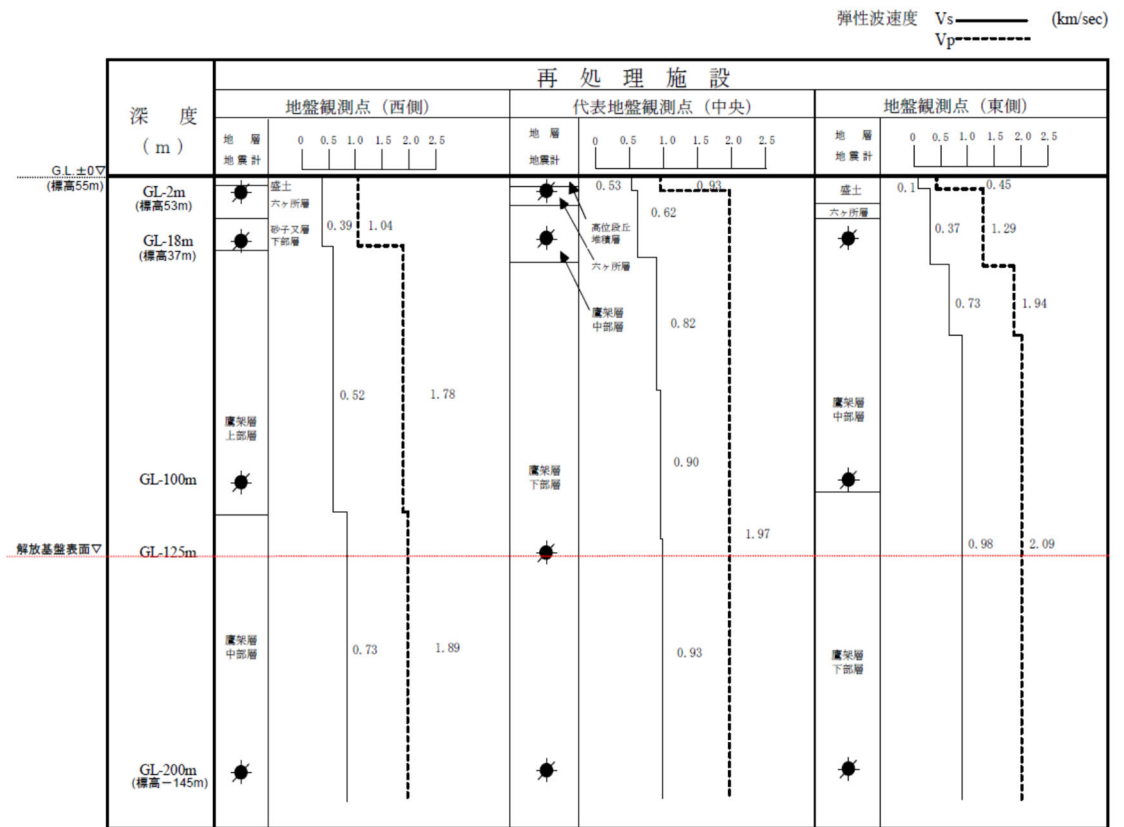 弾性波速度 Vs (km/sec)
Vp
再処理施設
深度
(m)
地盤観測点(西側)
代表地盤観測点(中央)
地盤観測点(東側)
地層
地震計
0 0.5 1.0 1.5 2.0 2.5
地層
地震計
0 0.5 1.0 1.5 2.0 2.5
地層
地震計
0 0.5 1.0 1.5 2.0 2.5
G.L.±0▽
(標高55m)
GL-2m
(標高53m)
GL-18m
(標高37m)
GL-100m
解放基盤表面▽
GL-125m
GL-200m
(標高-145m)
盛土
六ヶ所層
砂子又層
下部層
鷹架層
上部層
鷹架層
中部層
0.39 1.04
0.52 1.78
0.73 1.89
高位段丘
堆積層
六ヶ所層
鷹架層
中部層
鷹架層
下部層
0.53 0.93
0.62
0.82
0.90
1.97
0.93
盛土
六ヶ所層
鷹架層
中部層
鷹架層
下部層
0.1 0.45
0.37 1.29
0.73 1.94
0.98 2.09